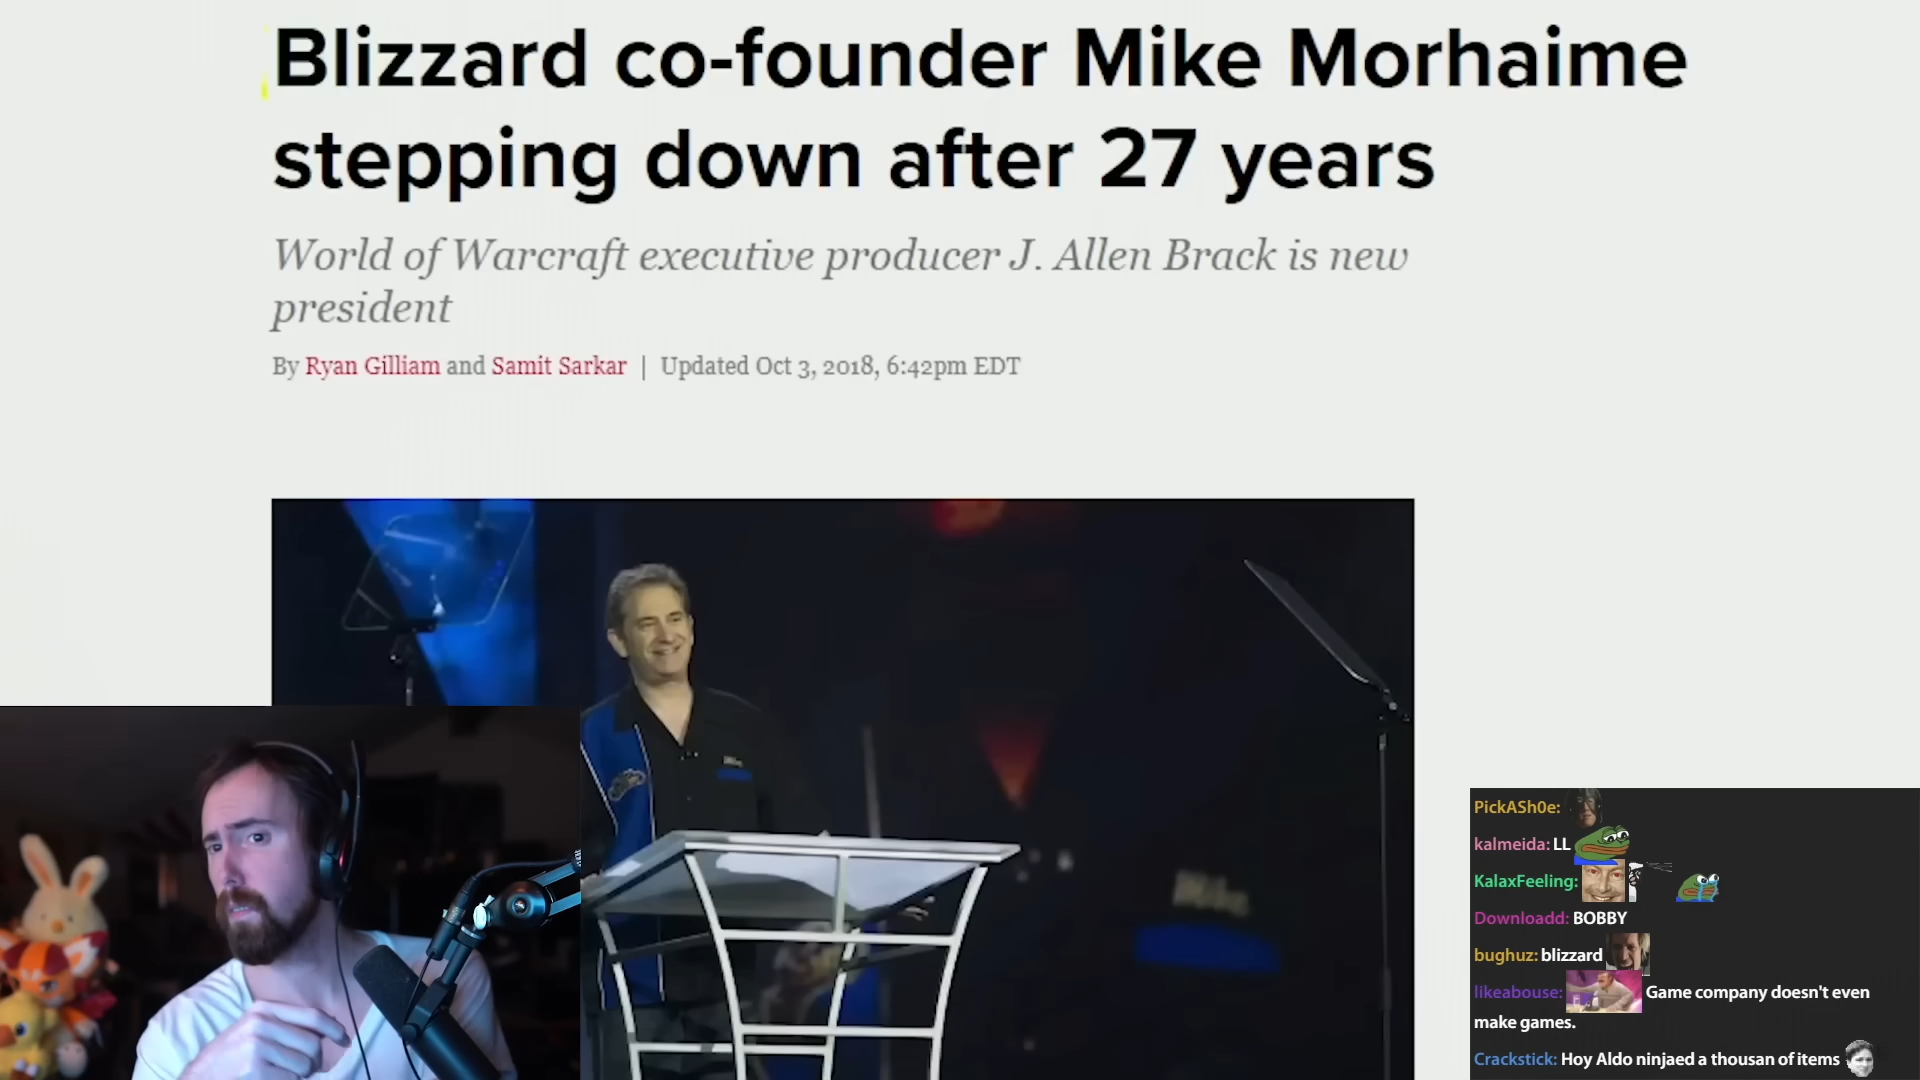 Blizzard co-founder Mike Morhaime
stepping down after 27 years
World of Warcraft executive producer J. Allen Brack is new
president
By Ryan Gilliam and Samit Sarkar | Updated Oct 3, 2018, 6:42pm EDT
Mike
PickASh0e:
kalmeida: LL
KalaxFeeling:
Downloadd: BOBBY
bughuz: blizzard
likeabouse: Game company doesn't even
make games.
Crackstick: Hoy Aldo ninjaed a thousan of items